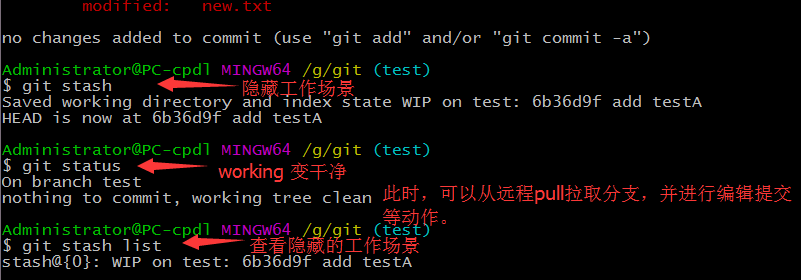 modified:   new.txt
no changes added to commit (use "git add" and/or "git commit -a")
Administrator@PC-cpdl MINGW64 /g/git (test)
$ git stash 隐藏工作场景
Saved working directory and index state WIP on test: 6b36d9f add testA
HEAD is now at 6b36d9f add testA
Administrator@PC-cpdl MINGW64 /g/git (test)
$ git status working 变干净
On branch test
nothing to commit, working tree clean 此时，可以从远程pull拉取分支，并进行编辑提交
等动作。
Administrator@PC-cpdl MINGW64 /g/git (test)
$ git stash list 查看隐藏的工作场景
stash@{0}: WIP on test: 6b36d9f add testA